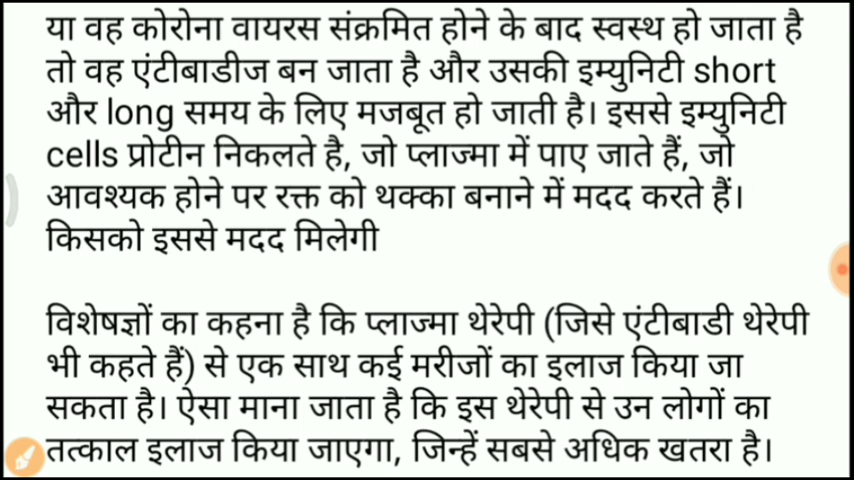 या वह कोरोना वायरस संक्रमित होने के बाद स्वस्थ हो जाता है
तो वह एंटीबाडीज बन जाता है और उसकी इम्युनिटी short
और long समय के लिए मजबूत हो जाती है। इससे इम्युनिटी
cells प्रोटीन निकलते है, जो प्लाज्मा में पाए जाते हैं, जो
आवश्यक होने पर रक्त को थक्का बनाने में मदद करते हैं।
किसको इससे मदद मिलेगी
विशेषज्ञों का कहना है कि प्लाज्मा थेरेपी (जिसे एंटीबाडी थेरेपी
भी कहते हैं) से एक साथ कई मरीजों का इलाज किया जा
सकता है। ऐसा माना जाता है कि इस थेरेपी से उन लोगों का
तत्काल इलाज किया जाएगा, जिन्हें सबसे अधिक खतरा है।